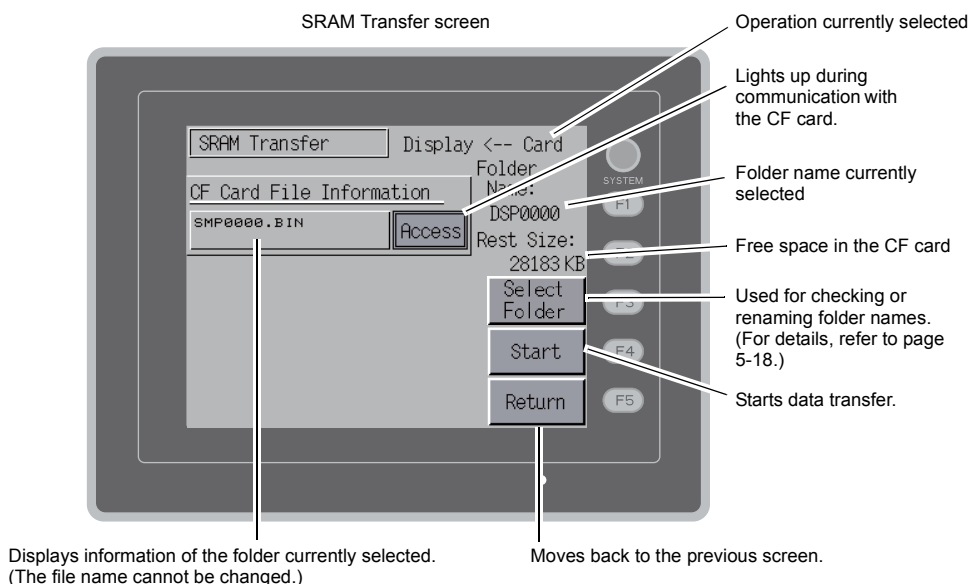 SRAM Transfer screen
Operation currently selected
Lights up during
communication with
the CF card.
Folder name currently
selected
Free space in the CF card
Used for checking or
renaming folder names.
(For details, refer to page
5-18.)
Starts data transfer.
SRAM Transfer
Display <-- Card
Folder
Name:
DSP0000
Rest Size:
28183 KB
CF Card File Information
SMP0000.BIN
Access
Select
Folder
Start
Return
SYSTEM
F1
F2
F3
F4
F5
Displays information of the folder currently selected.
(The file name cannot be changed.)
Moves back to the previous screen.